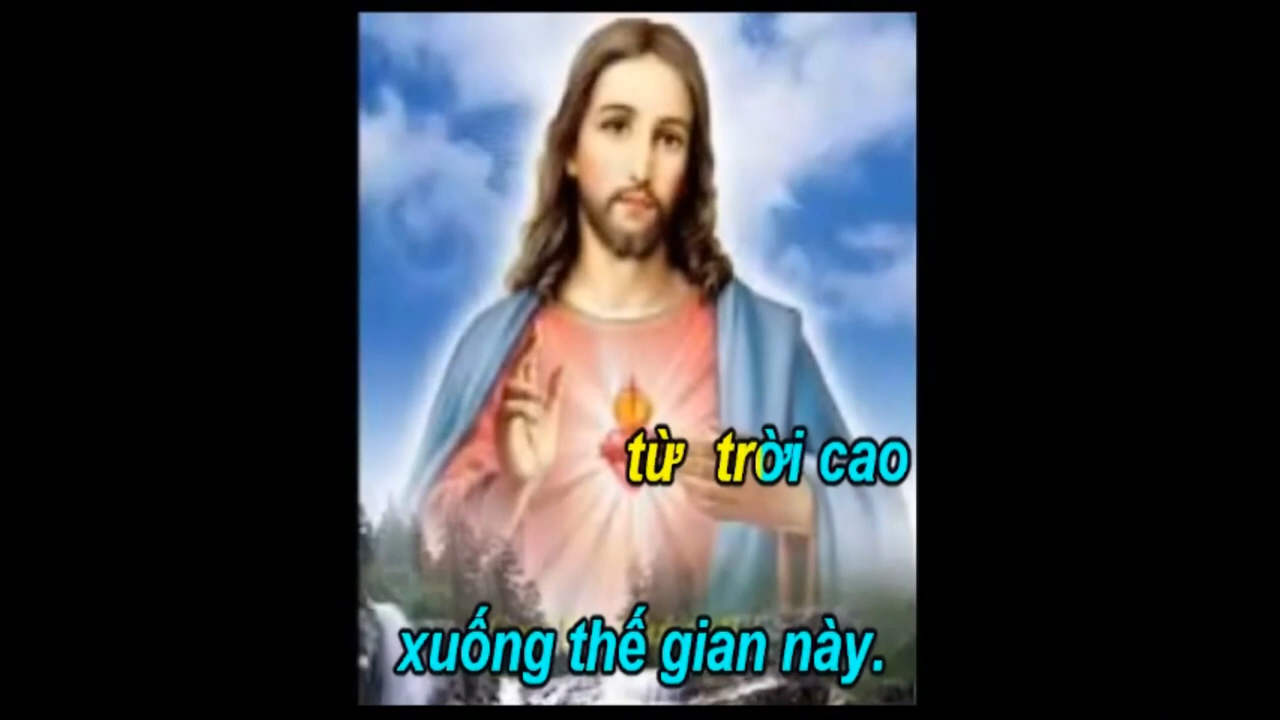 từ trời cao
xuống thế gian này.